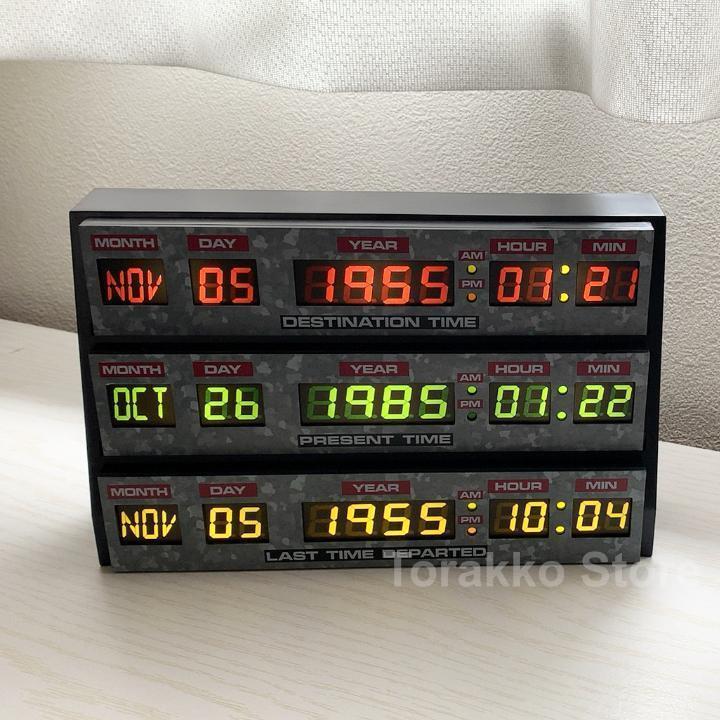 MONTH DAY YEAR AM HOUR MIN
NOV 05 1955 PM 01:21
DESTINATION TIME
MONTH DAY YEAR AM HOUR MIN
OCT 26 1985 PM 01:22
PRESENT TIME
MONTH DAY YEAR AM HOUR MIN
NOV 05 1955 PM 10:04
LAST TIME DEPARTED
Torakko Store